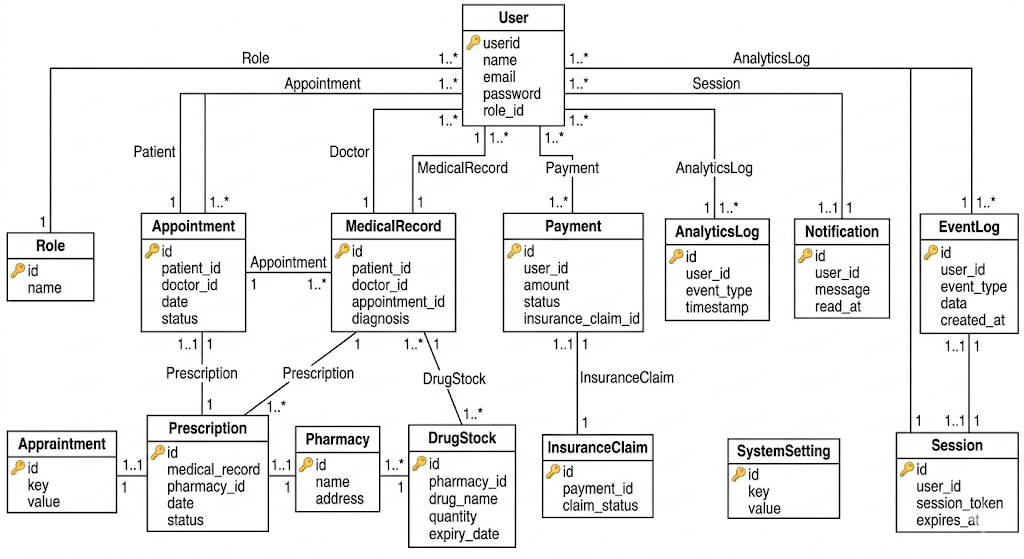 User
userid
name
email
password
role_id
Role
1..*
1..*
AnalyticsLog
Appointment
1..*
1..*
Session
1..*
1..*
Patient
Doctor
1
1..*
MedicalRecord
1..*
Payment
AnalyticsLog
1
1
1..*
1
1
1..*
1
1..*
1..1
1
1
1..*
Role
id
name
Appointment
id
patient_id
doctor_id
date
status
Appointment
1
1..*
MedicalRecord
id
patient_id
doctor_id
appointment_id
diagnosis
Payment
id
user_id
amount
status
insurance_claim_id
AnalyticsLog
id
user_id
event_type
timestamp
Notification
id
user_id
message
read_at
EventLog
id
user_id
event_type
data
created_at
1..1
1
Prescription
1
1
Prescription
1..*
1..*
1
DrugStock
1..*
1..1
1
InsuranceClaim
1
1..1
1
1
1..1
1
Appraintment
id
key
value
1..1
1
Prescription
id
medical_record
pharmacy_id
date
status
1..1
1
Pharmacy
id
name
address
1..*
1
DrugStock
id
pharmacy_id
drug_name
quantity
expiry_date
InsuranceClaim
id
payment_id
claim_status
SystemSetting
id
key
value
Session
id
user_id
session_token
expires_at